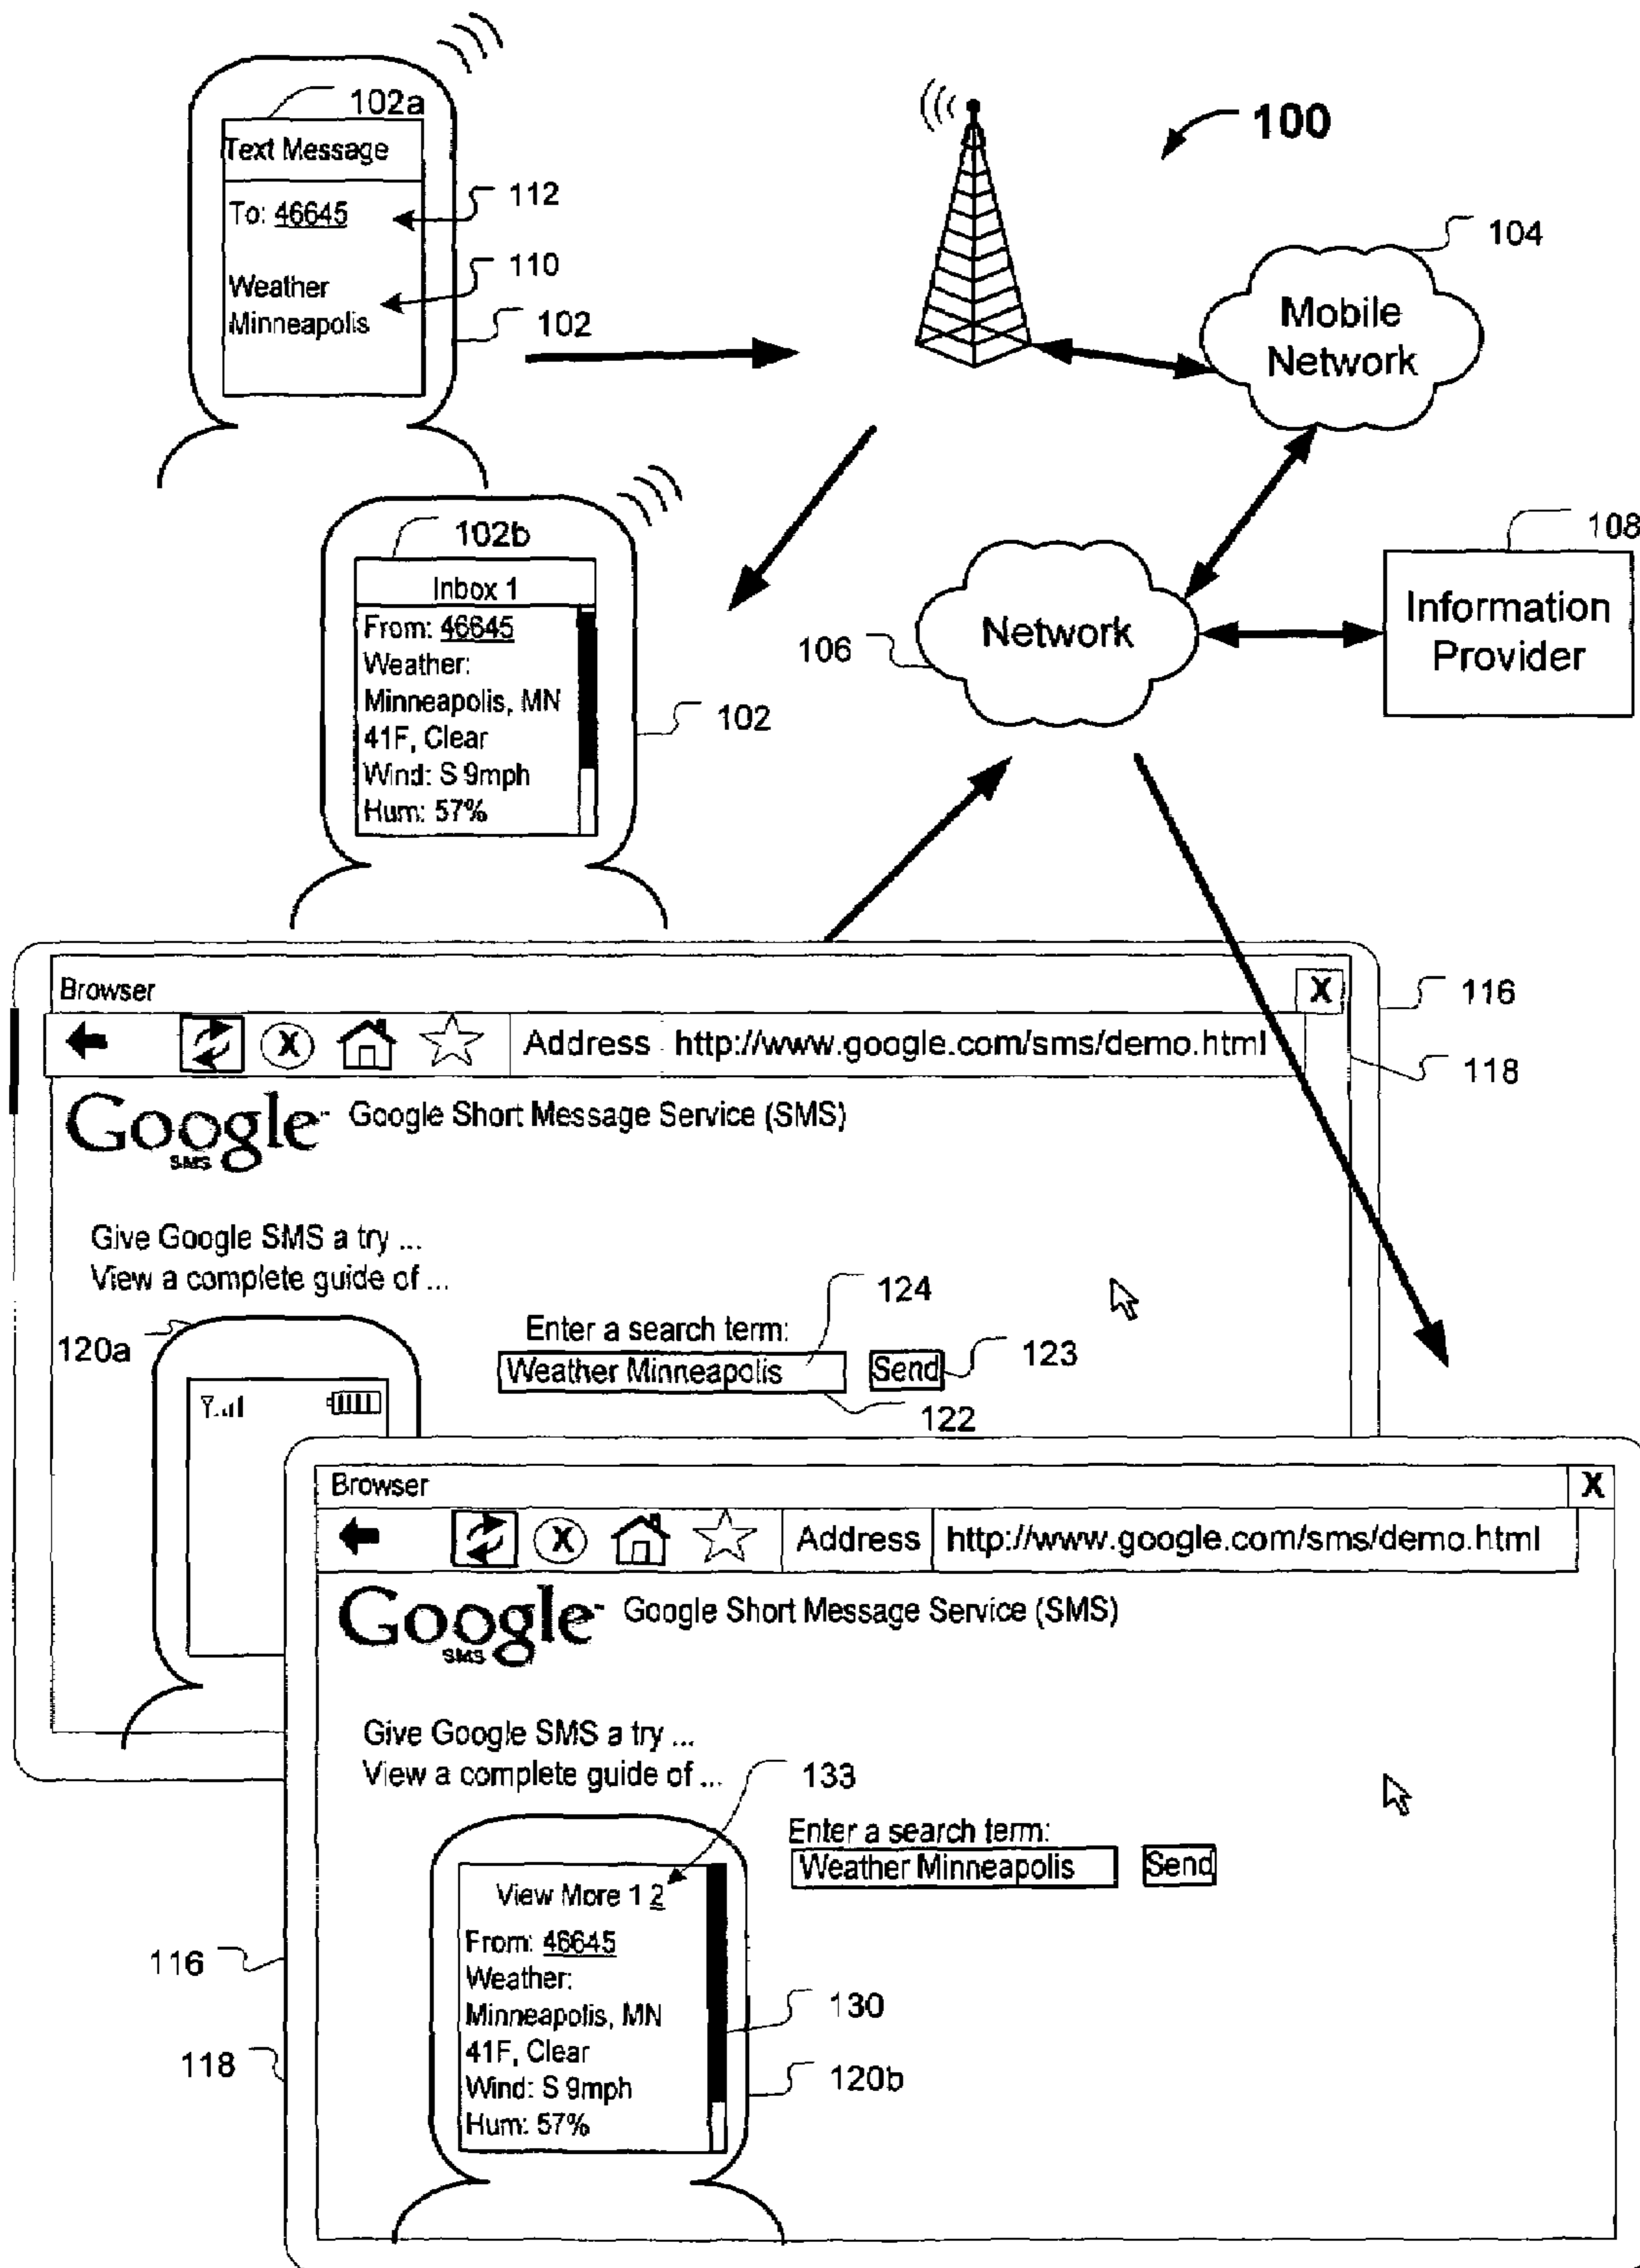 102a
Text Message
100
112
To: 46645
104
110
Weather
Minneapolis
102
Mobile
Network
102b
108
Inbox 1
From: 46645
Weather:
Minneapolis, MN
41F, Clear
Wind: S 9mph
Hum: 57%
102
106
Network
Information
Provider
Browser
X
116
X
Address
http://www.google.com/sms/demo.html
118
Google
SMS
Google Short Message Service (SMS)
Give Google SMS a try ...
View a complete guide of ...
124
120a
Enter a search term:
Weather Minneapolis
Send
123
122
Browser
X
X
Address
http://www.google.com/sms/demo.html
Google
SMS
Google Short Message Service (SMS)
Give Google SMS a try ...
View a complete guide of ...
133
Enter a search term:
Weather Minneapolis
Send
View More 1 2
From: 46645
Weather:
Minneapolis, MN
41F, Clear
Wind: S 9mph
Hum: 57%
116
130
118
120b